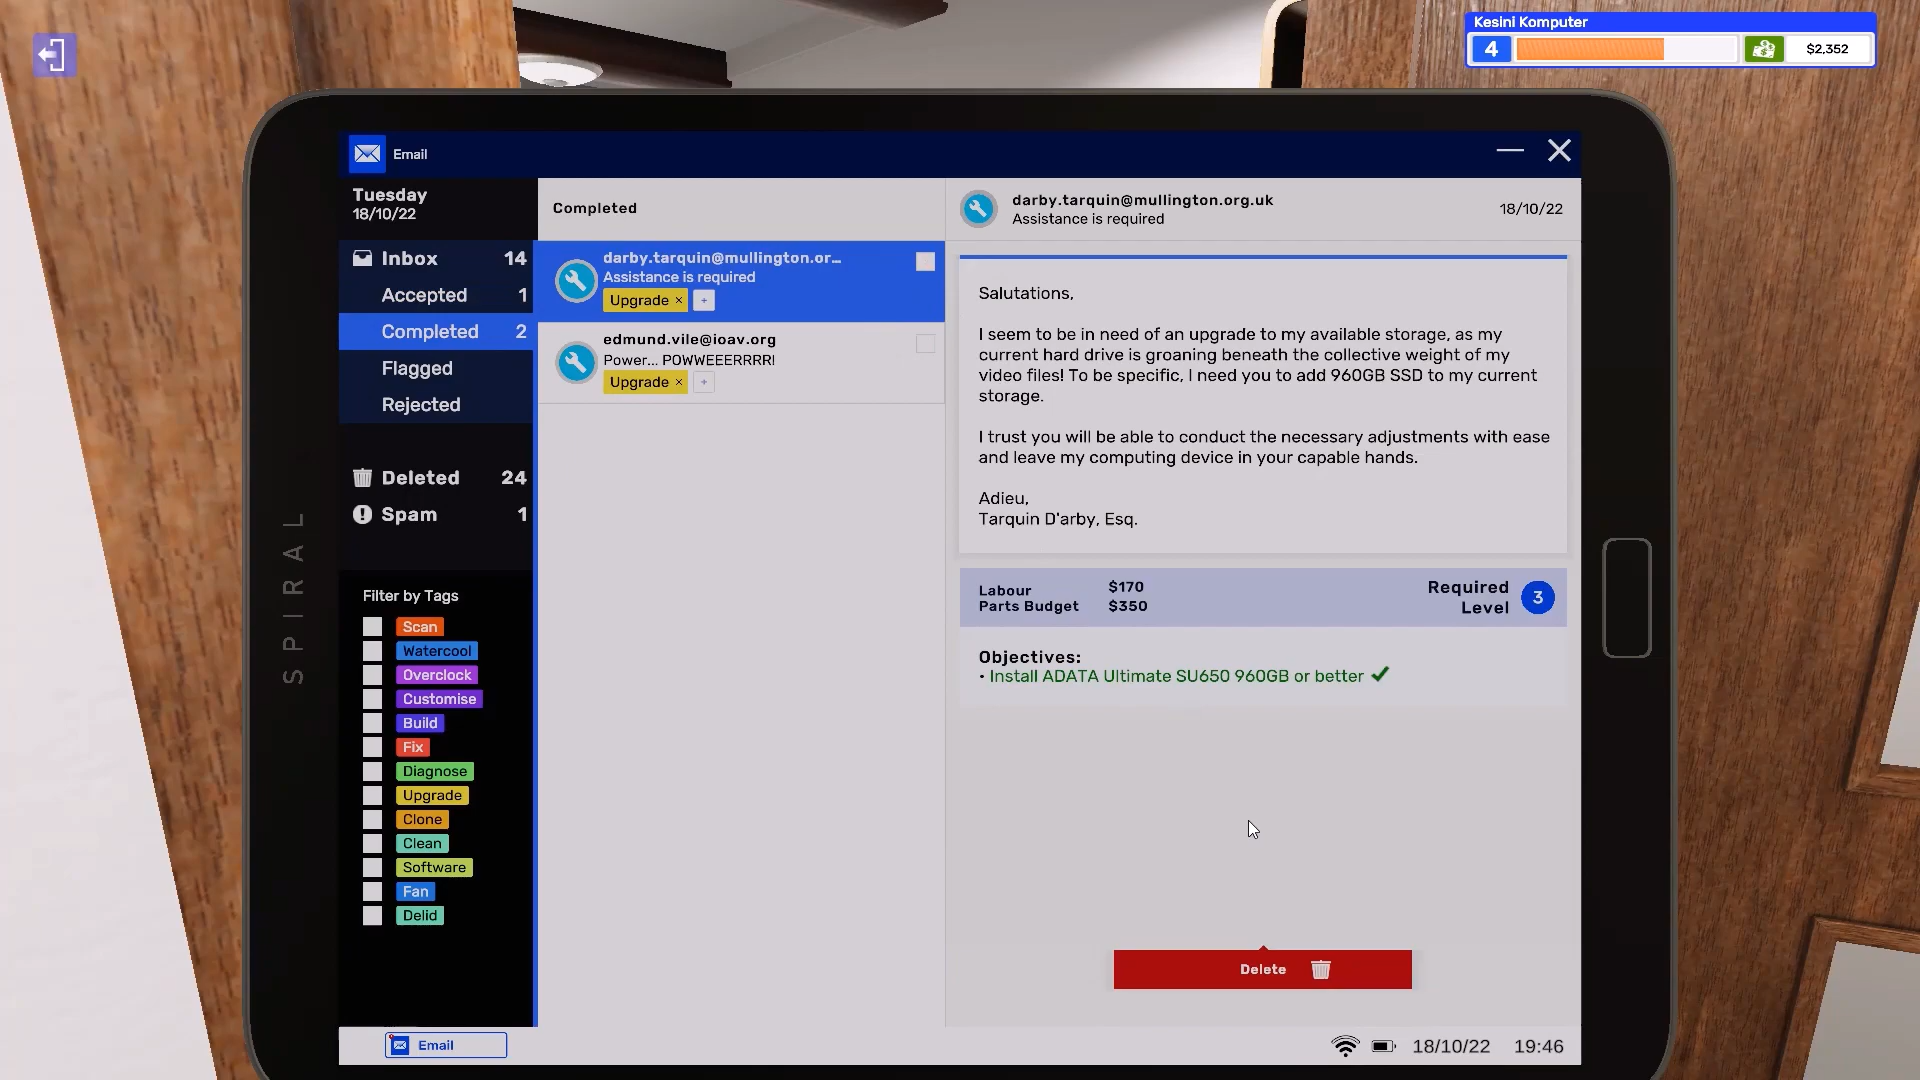 Kesini Komputer
4
$2,352
Email
Tuesday
18/10/22
Inbox 14
Accepted 1
Completed 2
Flagged
Rejected
Deleted 24
Spam 1
Filter by Tags
Scan
Watercool
Overclock
Customise
Build
Fix
Diagnose
Upgrade
Clone
Clean
Software
Fan
Delid
Completed
darby.tarquin@mullington.or...
Assistance is required
Upgrade × +
edmund.vile@ioav.org
Power... POWWEEERRRR!
Upgrade × +
darby.tarquin@mullington.org.uk
Assistance is required
18/10/22
Salutations,
I seem to be in need of an upgrade to my available storage, as my
current hard drive is groaning beneath the collective weight of my
video files! To be specific, I need you to add 960GB SSD to my current
storage.
I trust you will be able to conduct the necessary adjustments with ease
and leave my computing device in your capable hands.
Adieu,
Tarquin D'arby, Esq.
Labour $170
Parts Budget $350
Required
Level
3
Objectives:
• Install ADATA Ultimate SU650 960GB or better
Delete
SPIRAL
Email
18/10/22 19:46